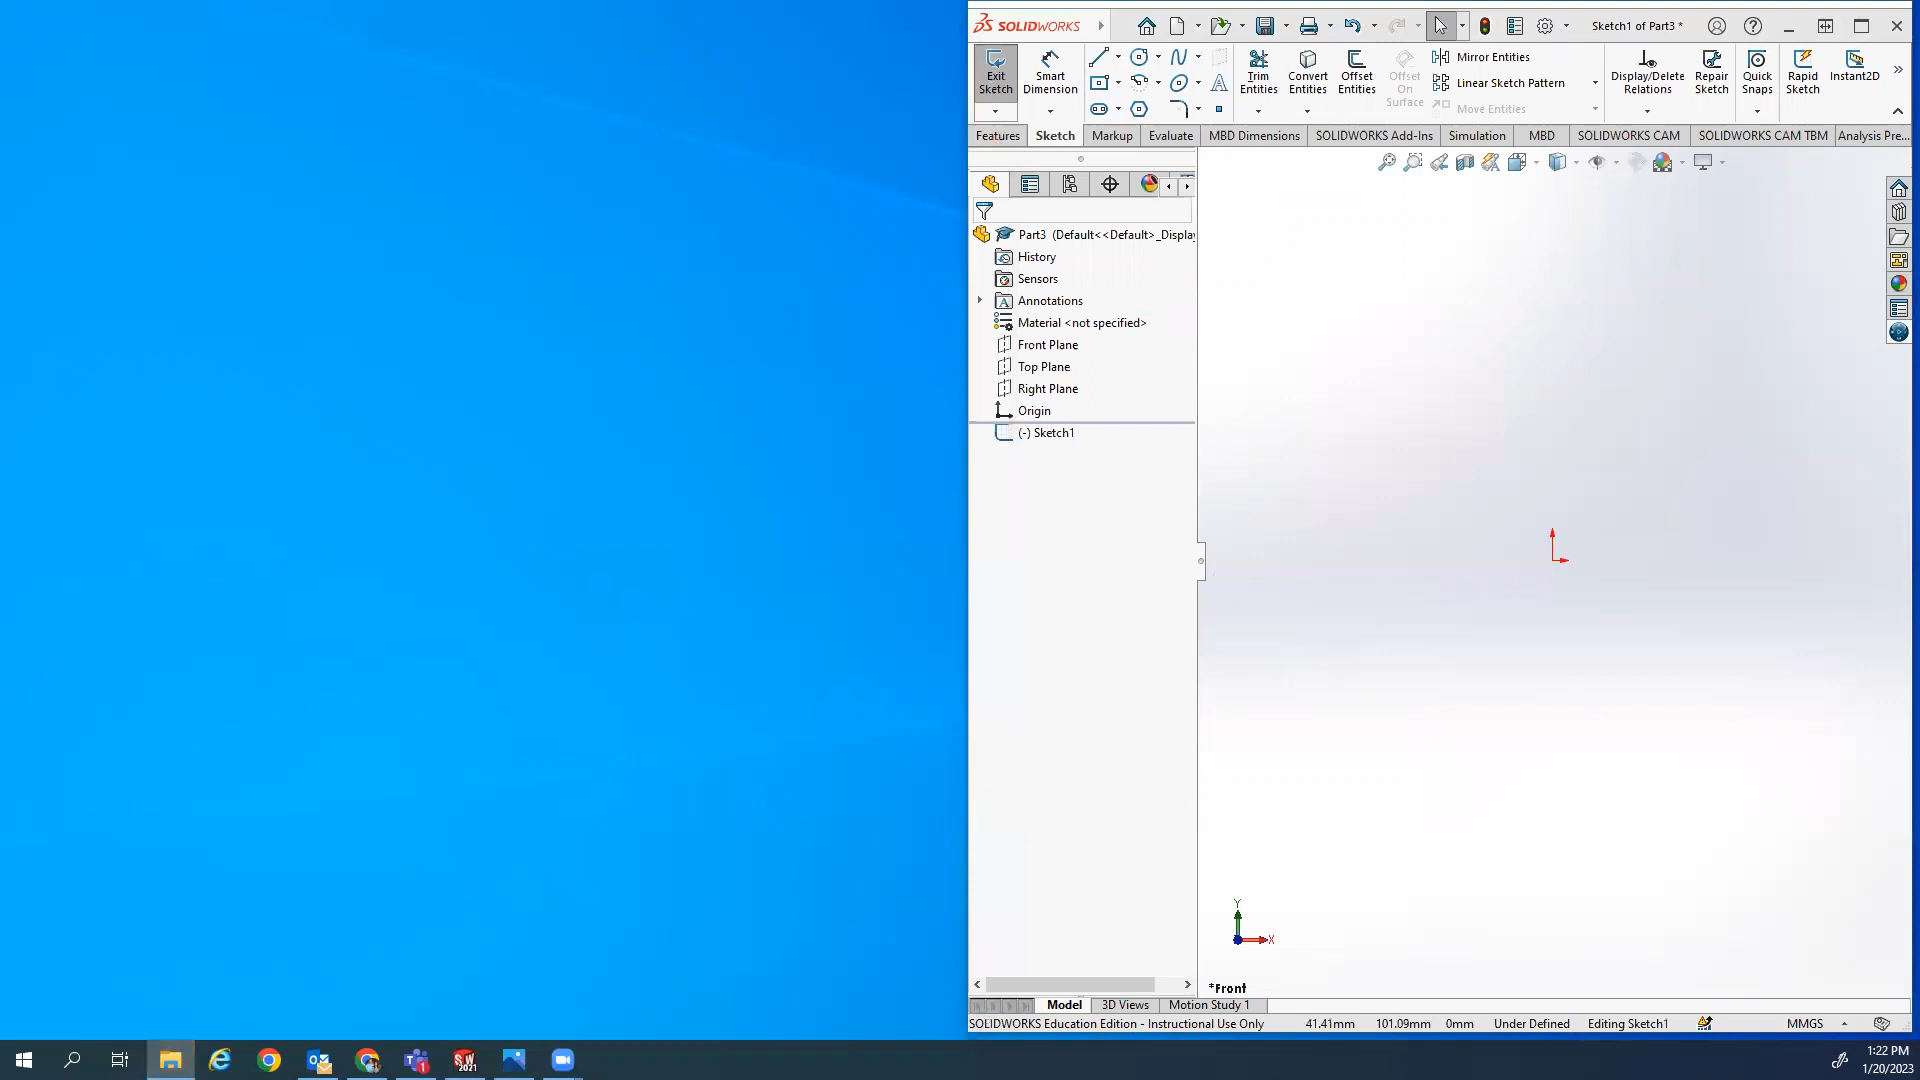 SOLIDWORKS
Sketch1 of Part3 *
Exit Sketch
Smart Dimension
Trim Entities
Convert Entities
Offset Entities
Offset On Surface
Mirror Entities
Linear Sketch Pattern
Move Entities
Display/Delete Relations
Repair Sketch
Quick Snaps
Rapid Sketch
Instant2D
Features
Sketch
Markup
Evaluate
MBD Dimensions
SOLIDWORKS Add-Ins
Simulation
MBD
SOLIDWORKS CAM
SOLIDWORKS CAM TBM
Analysis Pre...
Part3 (Default<<Default>_Display
History
Sensors
Annotations
Material <not specified>
Front Plane
Top Plane
Right Plane
Origin
(-) Sketch1
Y
X
*Front
Model
3D Views
Motion Study 1
SOLIDWORKS Education Edition - Instructional Use Only
41.41mm
101.09mm
0mm
Under Defined
Editing Sketch1
MMGS
SW 2021
1:22 PM
1/20/2023